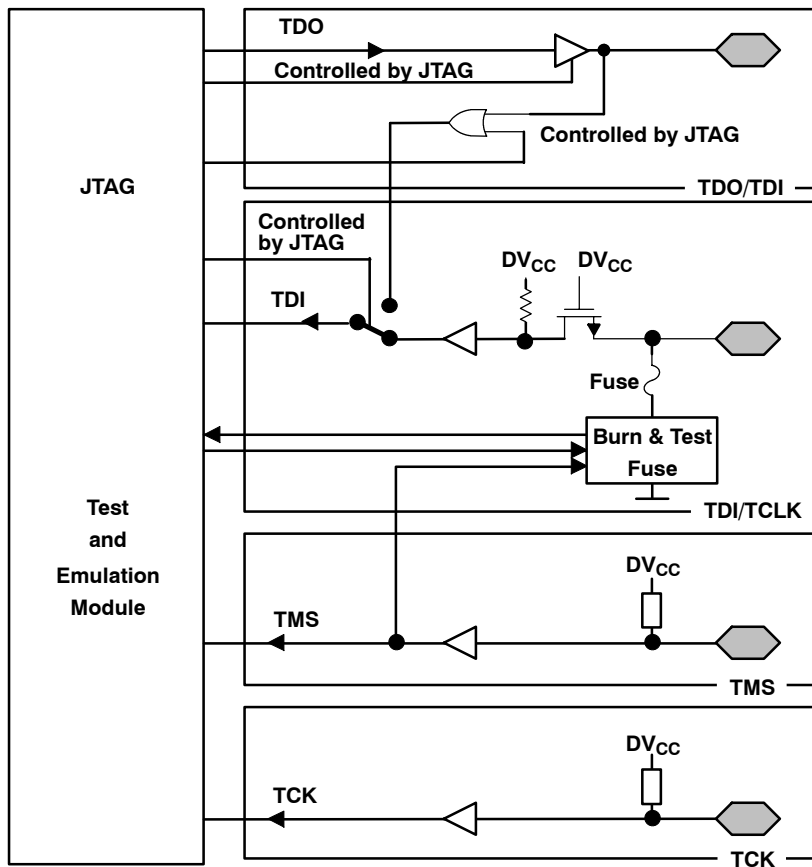 TDO
Controlled by JTAG
Controlled by JTAG
JTAG
TDO/TDI
Controlled
by JTAG
DVCC
DVCC
TDI
Fuse
Burn & Test
Fuse
TDI/TCLK
Test
and
Emulation
Module
DVCC
TMS
TMS
DVCC
TCK
TCK